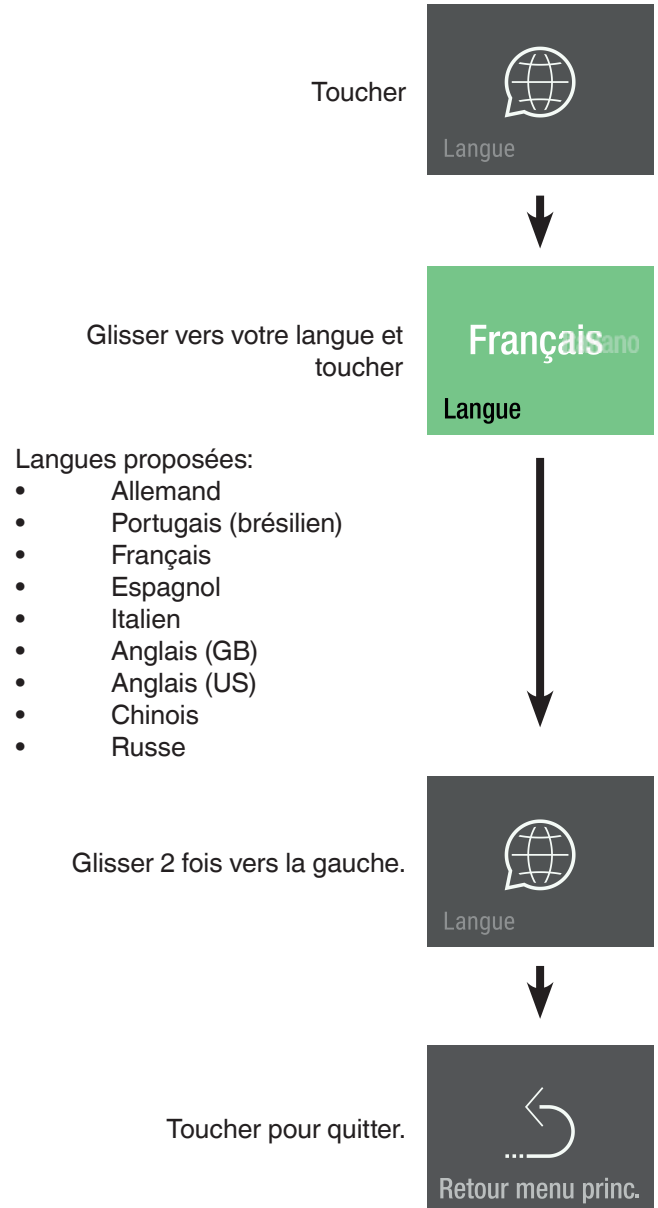 Toucher
Langue
Glisser vers votre langue et
toucher
Français
Langue
Langues proposées:
• Allemand
• Portugais (brésilien)
• Français
• Espagnol
• Italien
• Anglais (GB)
• Anglais (US)
• Chinois
• Russe
Glisser 2 fois vers la gauche.
Langue
Toucher pour quitter.
Retour menu princ.